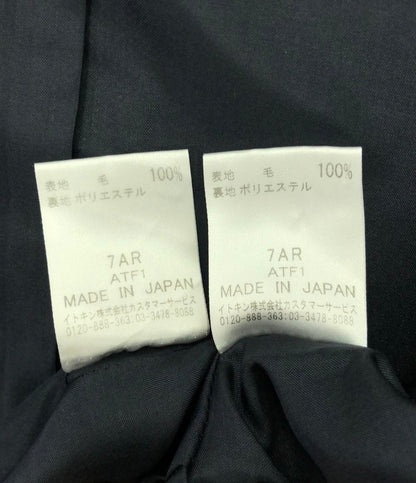 表地 毛 100%
裏地 ポリエステル
7AR
ATF1
MADE IN JAPAN
イトキン株式会社カスタマーサービス
0120-888-363:03-3478-8088
表地 毛 100%
裏地 ポリエステル
7AR
ATF1
MADE IN JAPAN
イトキン株式会社カスタマーサービス
0120-888-363:03-3478-8088